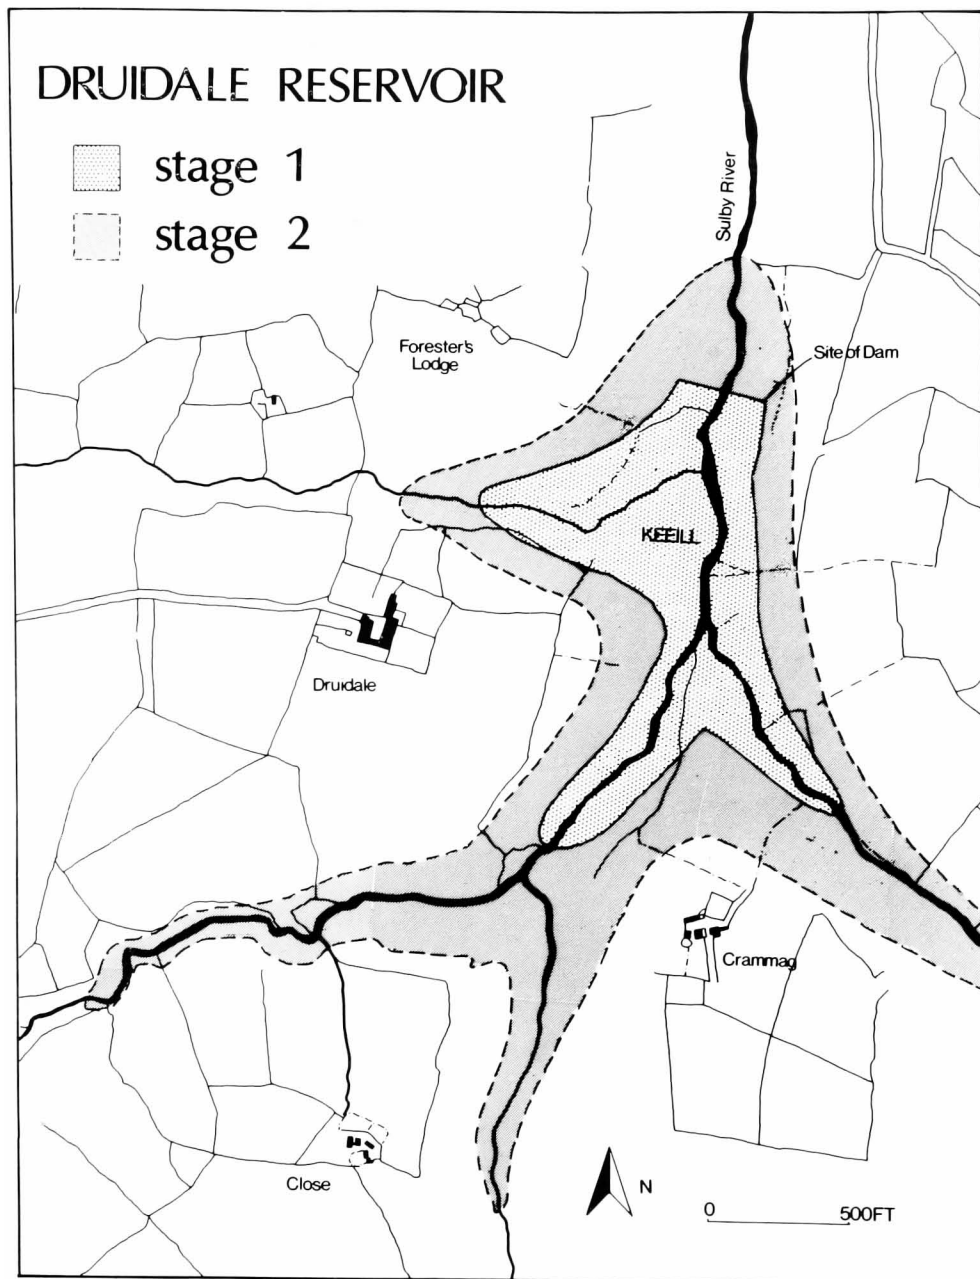 DRUIDALE RESERVOIR
stage 1
stage 2
Sulby River
Forester's
Lodge
Site of Dam
KEEILL
Druidale
Crammag
Close
N
0 500FT